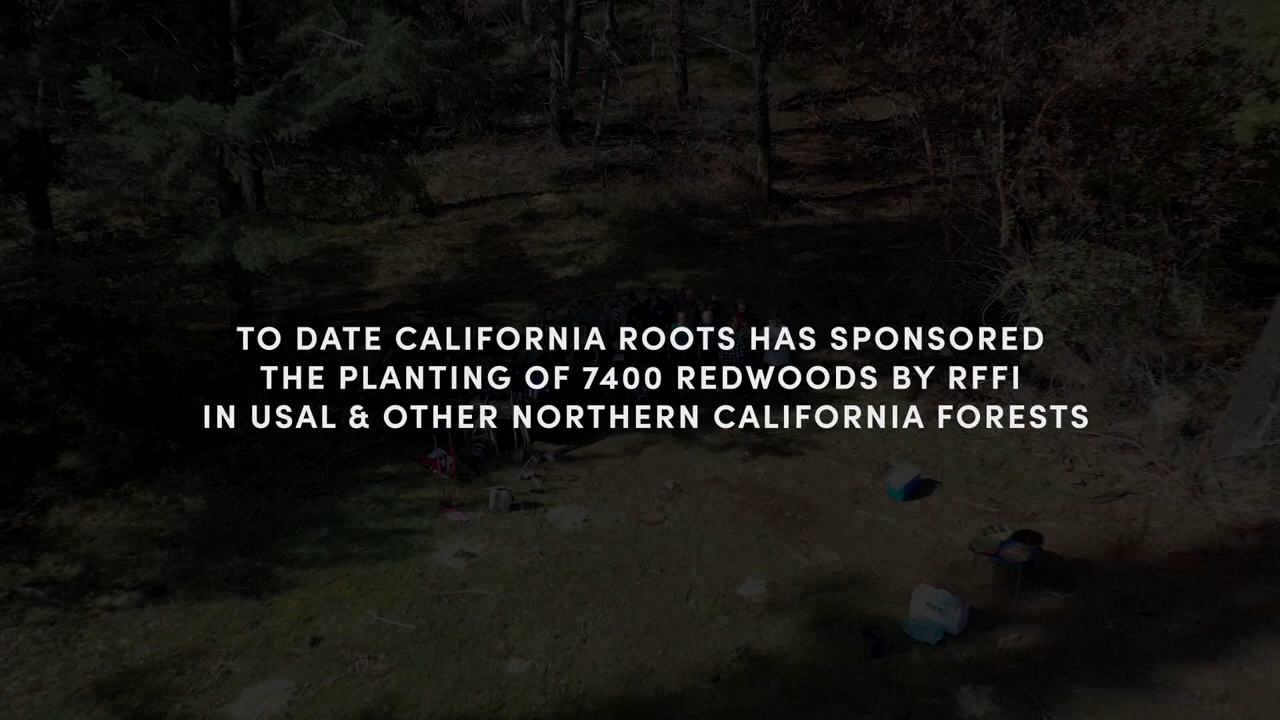 TO DATE CALIFORNIA ROOTS HAS SPONSORED
THE PLANTING OF 7400 REDWOODS BY RFFI
IN USAL & OTHER NORTHERN CALIFORNIA FORESTS